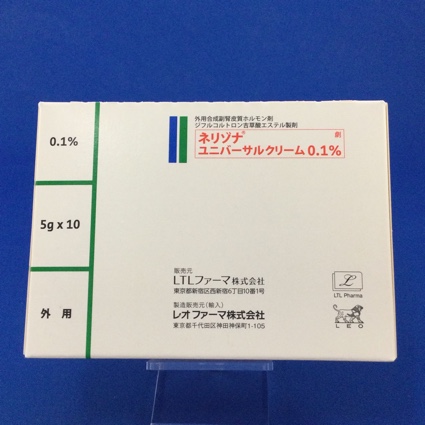 0.1%
5g x 10
外用
外用合成副腎皮質ホルモン剤
ジフルコルトロン吉草酸エステル製剤
ネリゾナ® 劇
ユニバーサルクリーム 0.1%
販売元
LTLファーマ株式会社
東京都新宿区西新宿6丁目10番1号
製造販売元(輸入)
レオ ファーマ株式会社
東京都千代田区神田神保町1-105
L
LTL Pharma
LEO